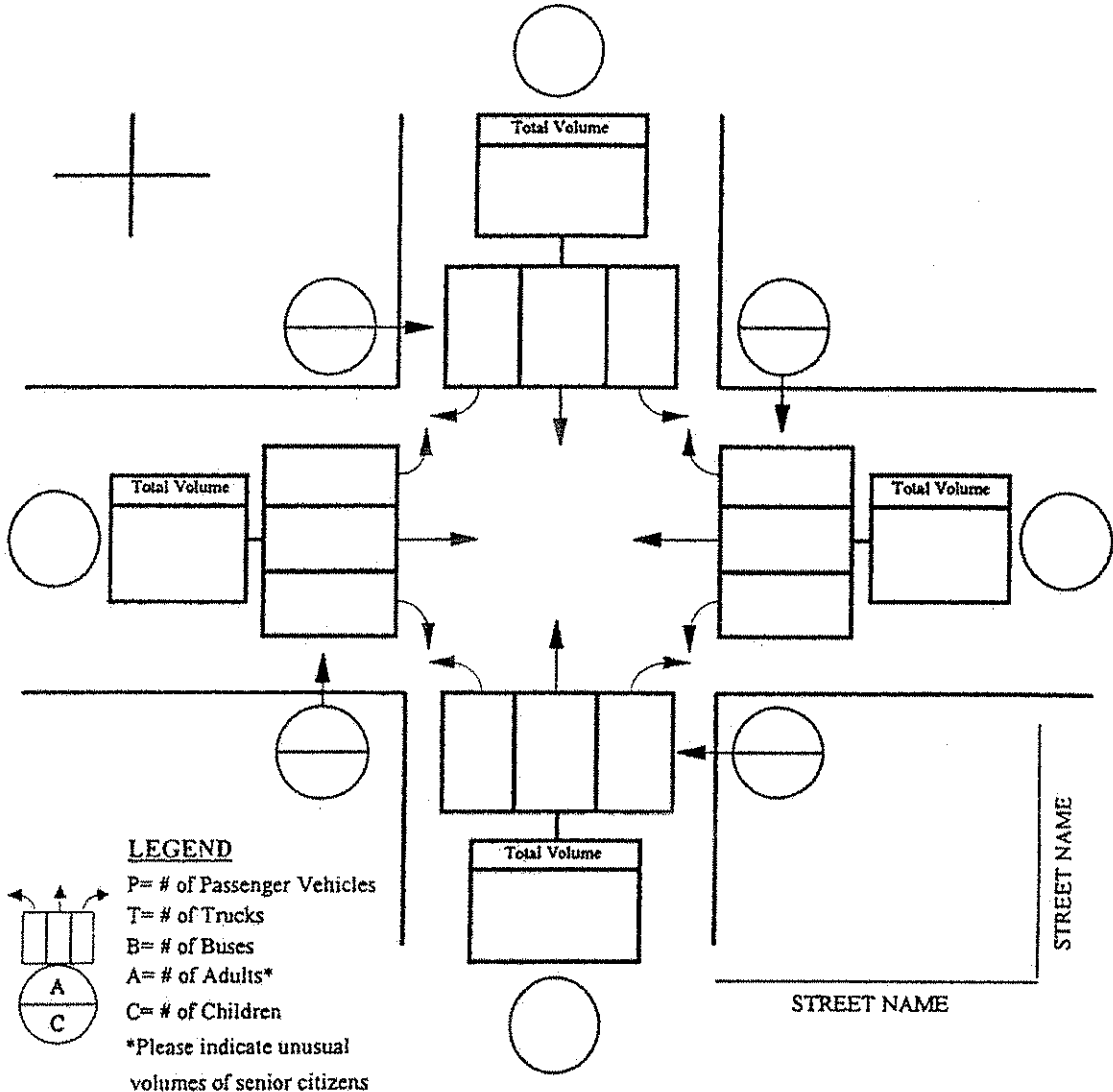 Total Volume
Total Volume
Total Volume
Total Volume
LEGEND
P= # of Passenger Vehicles
T= # of Trucks
B= # of Buses
A= # of Adults*
C= # of Children
*Please indicate unusual
volumes of senior citizens
A
C
STREET NAME
STREET NAME